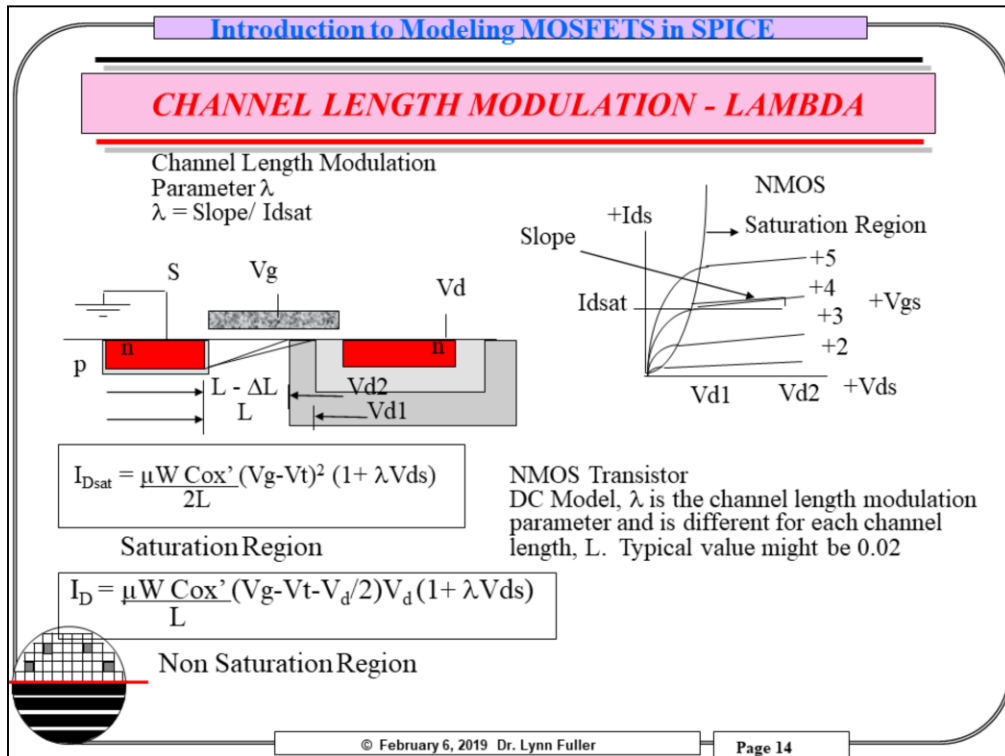 Introduction to Modeling MOSFETS in SPICE
CHANNEL LENGTH MODULATION - LAMBDA
Channel Length Modulation
Parameter λ
λ = Slope/ Idsat
S
Vg
Vd
n
n
p
L - ΔL
Vd2
L
Vd1
NMOS
+Ids
Saturation Region
Slope
+5
+4
Idsat
+3
+Vgs
+2
Vd1
Vd2
+Vds
I_Dsat = μW Cox' (Vg-Vt)² (1+ λVds)
2L
Saturation Region
NMOS Transistor
DC Model, λ is the channel length modulation
parameter and is different for each channel
length, L. Typical value might be 0.02
I_D = μW Cox' (Vg-Vt-V_d/2)V_d (1+ λVds)
L
Non Saturation Region
© February 6, 2019 Dr. Lynn Fuller
Page 14